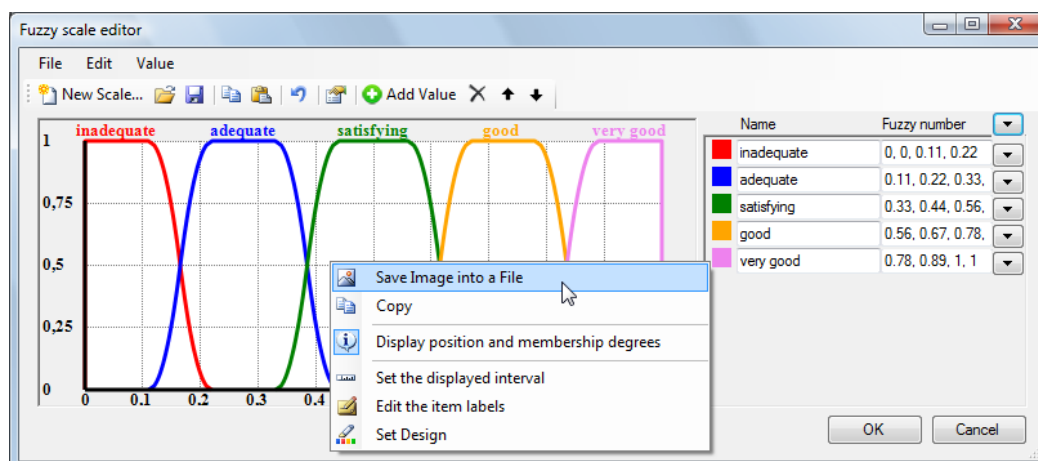 Fuzzy scale editor
File Edit Value
New Scale... Add Value
inadequate adequate satisfying good very good
1
0,75
0,5
0,25
0
0 0.1 0.2 0.3 0.4
Name Fuzzy number
inadequate 0, 0, 0.11, 0.22
adequate 0.11, 0.22, 0.33,
satisfying 0.33, 0.44, 0.56,
good 0.56, 0.67, 0.78,
very good 0.78, 0.89, 1, 1
Save Image into a File
Copy
Display position and membership degrees
Set the displayed interval
Edit the item labels
Set Design
OK Cancel